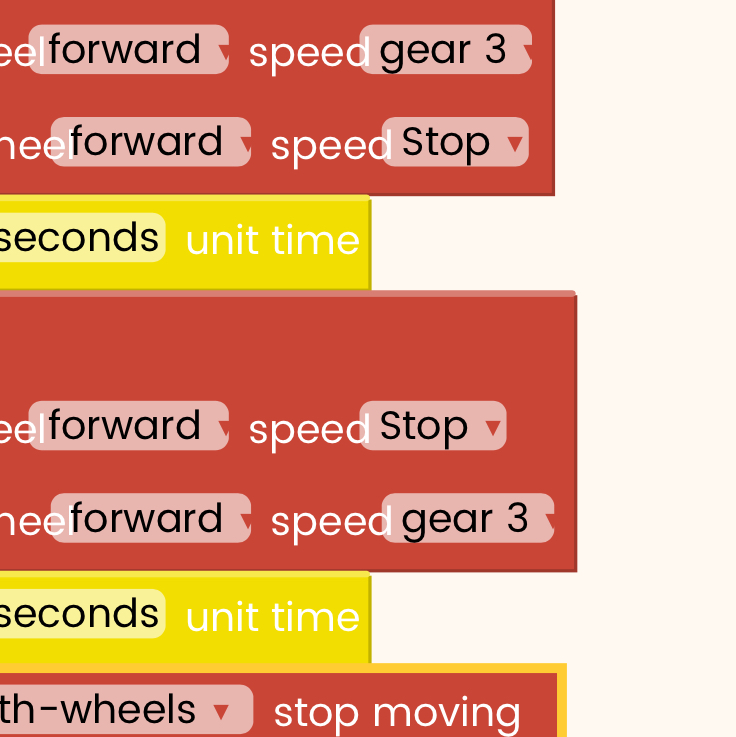 eel forward ▾ speed gear 3 ▾
heel forward ▾ speed Stop ▾
seconds unit time
eel forward ▾ speed Stop ▾
heel forward ▾ speed gear 3 ▾
seconds unit time
th-wheels ▾ stop moving